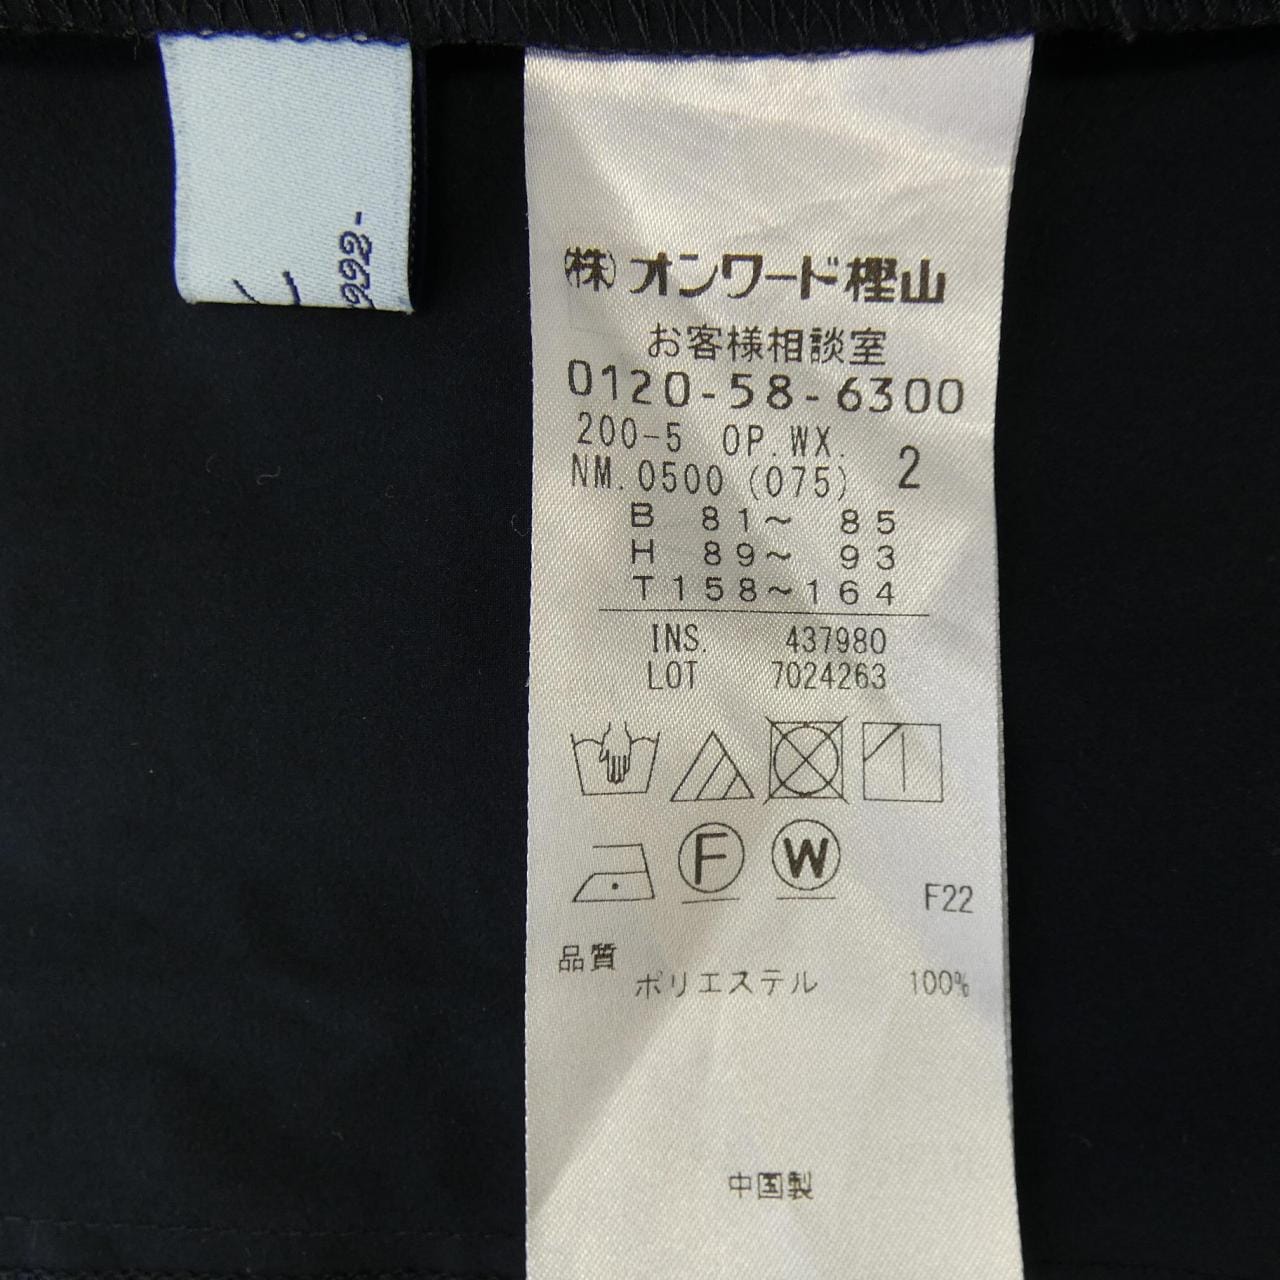 992-
㈱オンワード樫山
お客様相談室
0120-58-6300
200-5 OP.WX.
NM.0500 (075) 2
B 81～ 85
H 89～ 93
T158～164
INS. 437980
LOT 7024263
F W
F22
品質
ポリエステル 100%
中国製